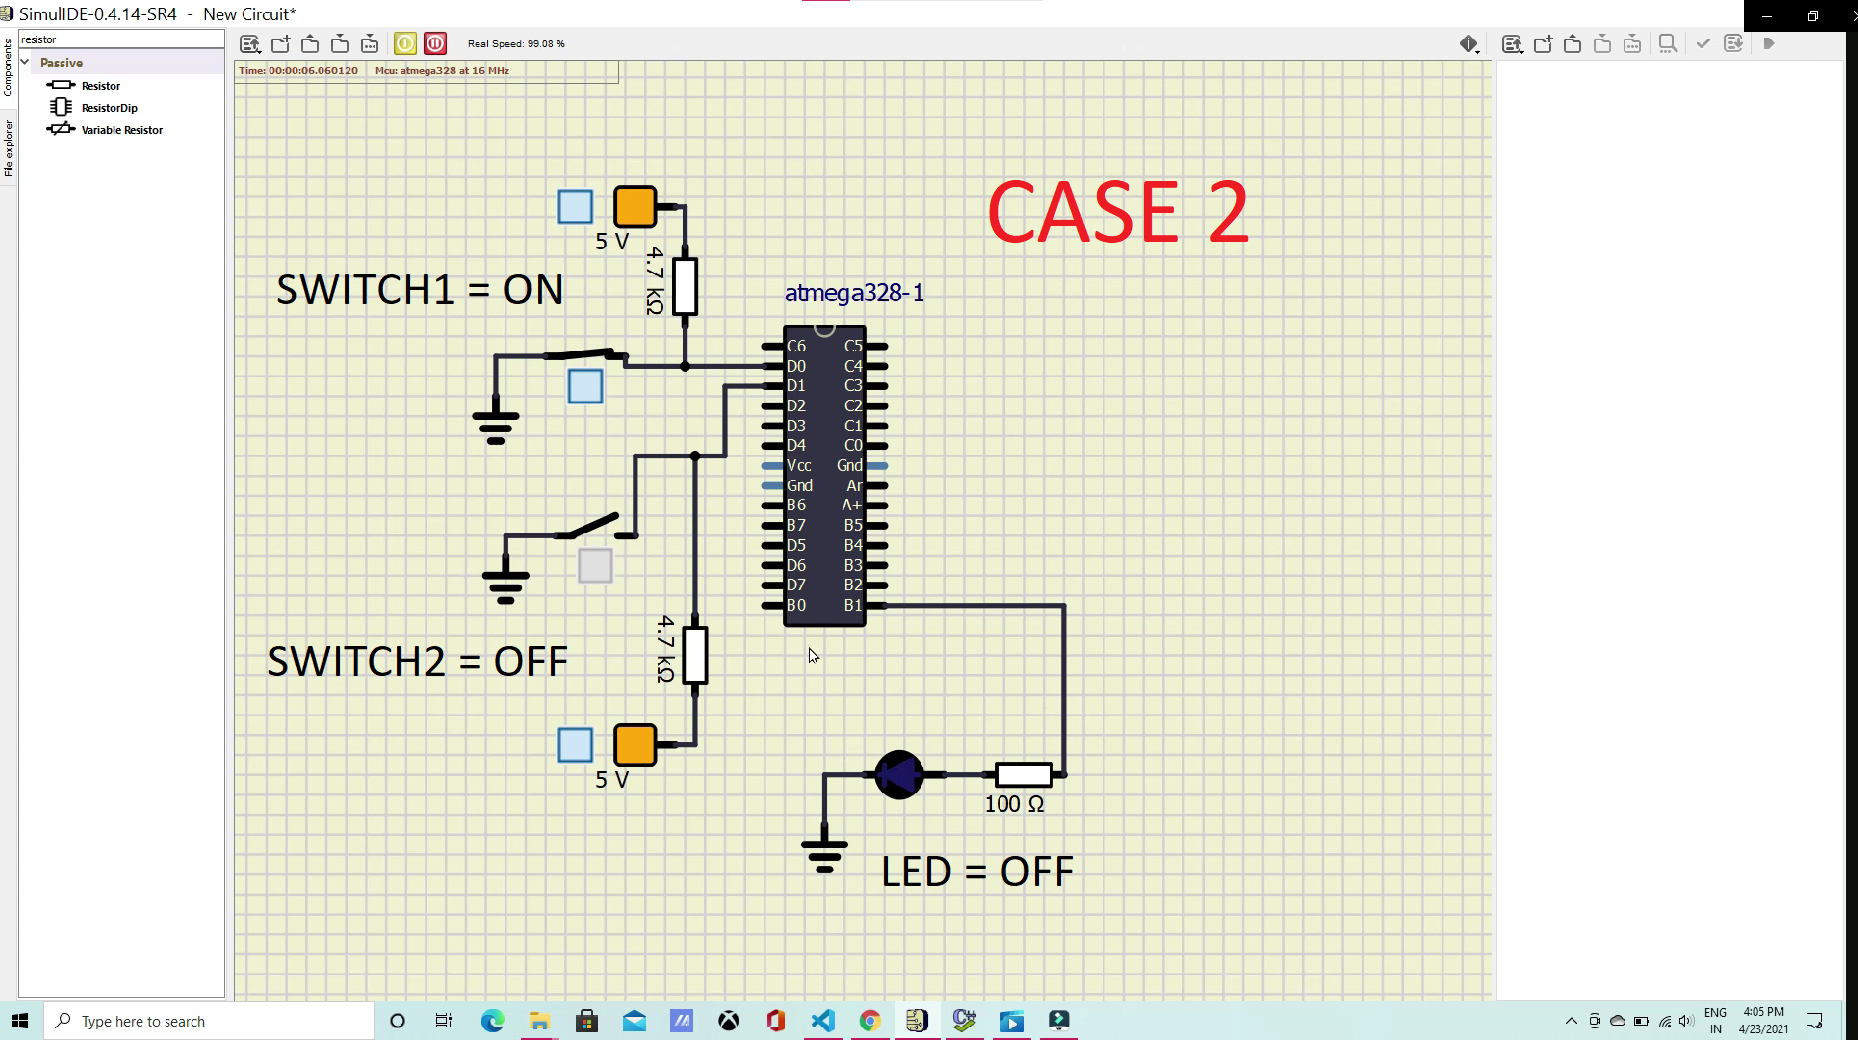 SimulIDE-0.4.14-SR4 - New Circuit*
Components
File explorer
resistor
Passive
Resistor
ResistorDip
Variable Resistor
Real Speed: 99.08 %
Time: 00:00:06.060120 Mcu: atmega328 at 16 MHz
CASE 2
5 V
4.7 kΩ
SWITCH1 = ON
atmega328-1
C6 C5
D0 C4
D1 C3
D2 C2
D3 C1
D4 C0
Vcc Gnd
Gnd Ar
B6 A+
B7 B5
D5 B4
D6 B3
D7 B2
B0 B1
4.7 kΩ
SWITCH2 = OFF
5 V
100 Ω
LED = OFF
Type here to search
ENG
IN
4:05 PM
4/23/2021